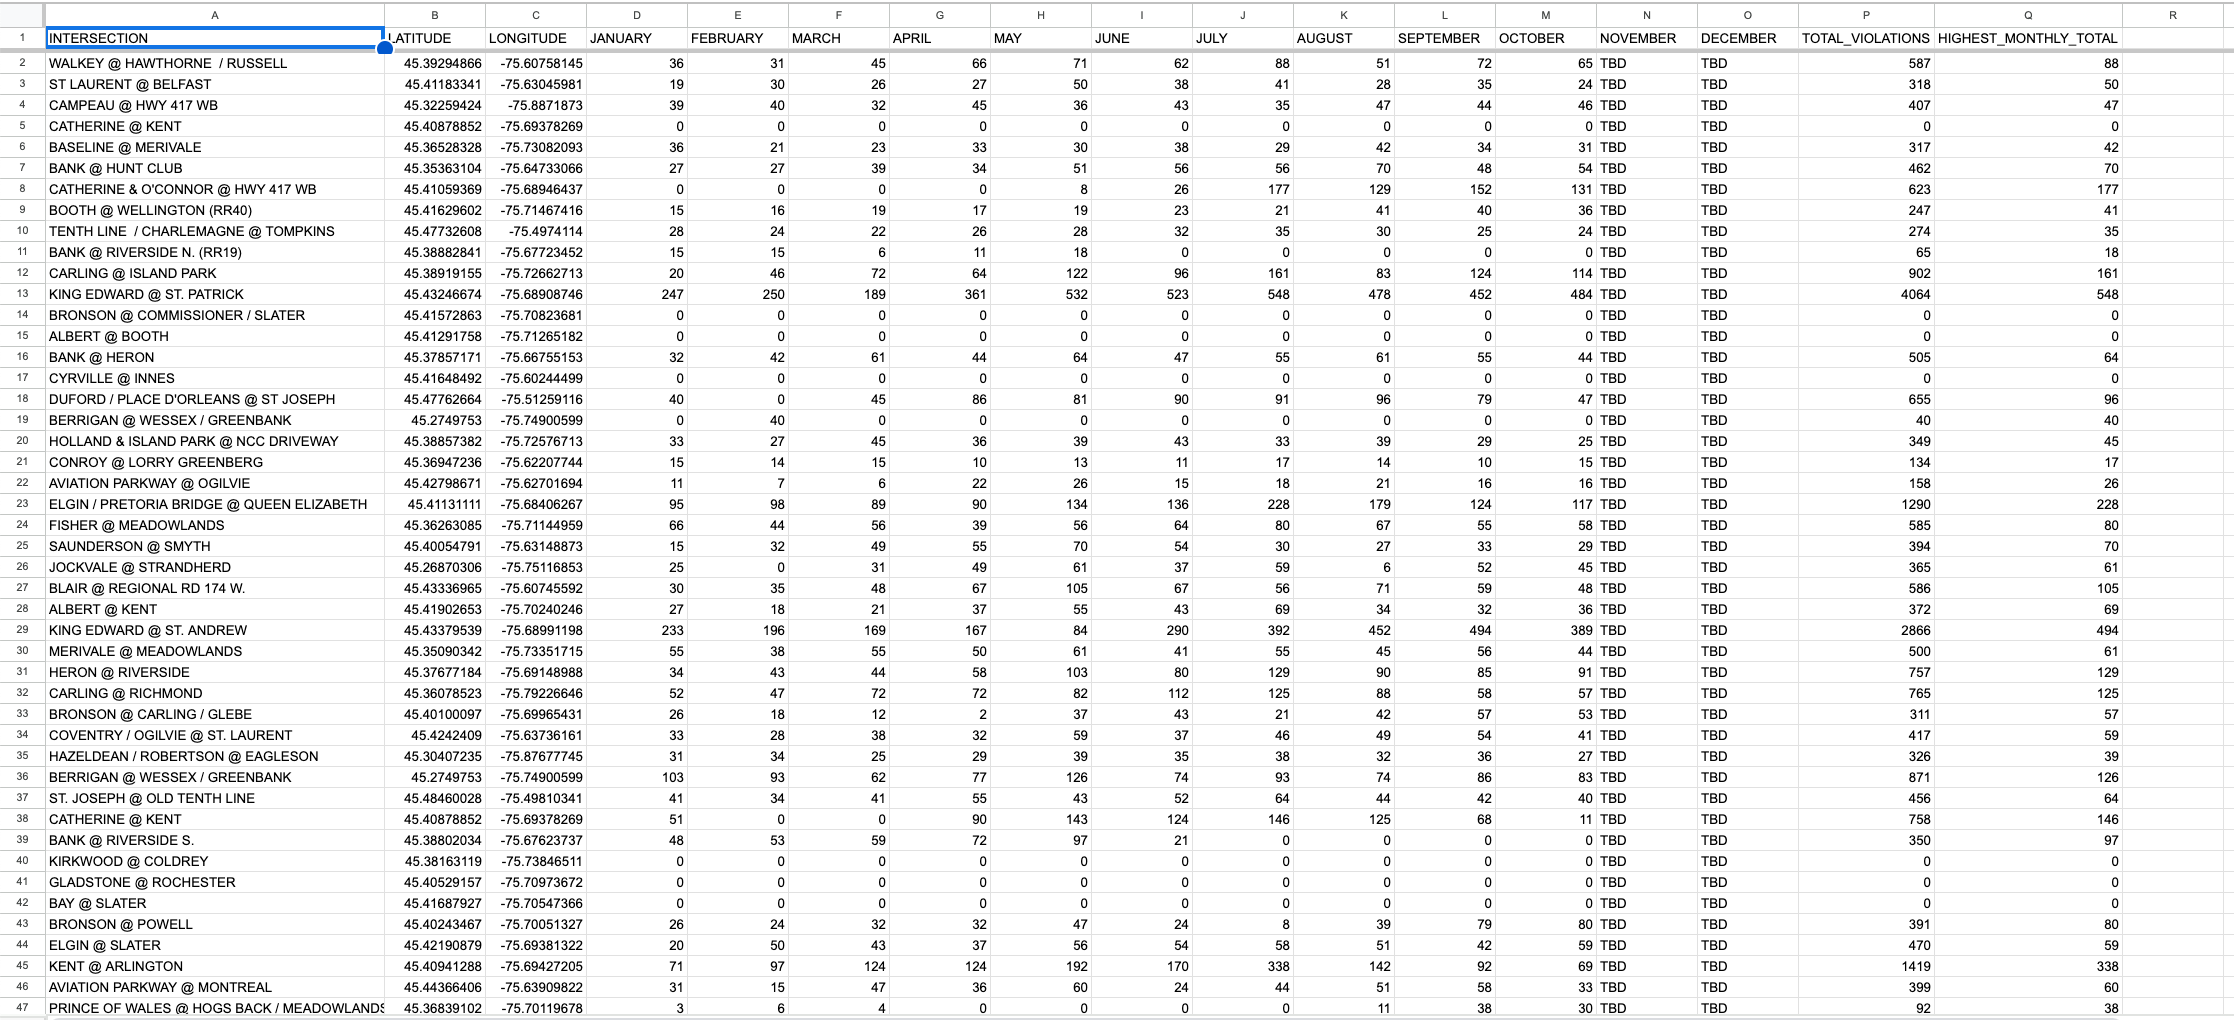 A B C D E F G H I J K L M N O P Q R
1 INTERSECTION LATITUDE LONGITUDE JANUARY FEBRUARY MARCH APRIL MAY JUNE JULY AUGUST SEPTEMBER OCTOBER NOVEMBER DECEMBER TOTAL_VIOLATIONS HIGHEST_MONTHLY_TOTAL
2 WALKEY @ HAWTHORNE / RUSSELL 45.39294866 -75.60758145 36 31 45 66 71 62 88 51 72 65 TBD TBD 587 88
3 ST LAURENT @ BELFAST 45.41183341 -75.63045981 19 30 26 27 50 38 41 28 35 24 TBD TBD 318 50
4 CAMPEAU @ HWY 417 WB 45.32259424 -75.8871873 39 40 32 45 36 43 35 47 44 46 TBD TBD 407 47
5 CATHERINE @ KENT 45.40878852 -75.69378269 0 0 0 0 0 0 0 0 0 0 TBD TBD 0 0
6 BASELINE @ MERIVALE 45.36528328 -75.73082093 36 21 23 33 30 38 29 42 34 31 TBD TBD 317 42
7 BANK @ HUNT CLUB 45.35363104 -75.64733066 27 27 39 34 51 56 56 70 48 54 TBD TBD 462 70
8 CATHERINE & O'CONNOR @ HWY 417 WB 45.41059369 -75.68946437 0 0 0 0 8 26 177 129 152 131 TBD TBD 623 177
9 BOOTH @ WELLINGTON (RR40) 45.41629602 -75.71467416 15 16 19 17 19 23 21 41 40 36 TBD TBD 247 41
10 TENTH LINE / CHARLEMAGNE @ TOMPKINS 45.47732608 -75.4974114 28 24 22 26 28 32 35 30 25 24 TBD TBD 274 35
11 BANK @ RIVERSIDE N. (RR19) 45.38882841 -75.67723452 15 15 6 11 18 0 0 0 0 0 TBD TBD 65 18
12 CARLING @ ISLAND PARK 45.38919155 -75.72662713 20 46 72 64 122 96 161 83 124 114 TBD TBD 902 161
13 KING EDWARD @ ST. PATRICK 45.43246674 -75.68908746 247 250 189 361 532 523 548 478 452 484 TBD TBD 4064 548
14 BRONSON @ COMMISSIONER / SLATER 45.41572863 -75.70823681 0 0 0 0 0 0 0 0 0 0 TBD TBD 0 0
15 ALBERT @ BOOTH 45.41291758 -75.71265182 0 0 0 0 0 0 0 0 0 0 TBD TBD 0 0
16 BANK @ HERON 45.37857171 -75.66755153 32 42 61 44 64 47 55 61 55 44 TBD TBD 505 64
17 CYRVILLE @ INNES 45.41648492 -75.60244499 0 0 0 0 0 0 0 0 0 0 TBD TBD 0 0
18 DUFORD / PLACE D'ORLEANS @ ST JOSEPH 45.47762664 -75.51259116 40 0 45 86 81 90 91 96 79 47 TBD TBD 655 96
19 BERRIGAN @ WESSEX / GREENBANK 45.2749753 -75.74900599 0 40 0 0 0 0 0 0 0 0 TBD TBD 40 40
20 HOLLAND & ISLAND PARK @ NCC DRIVEWAY 45.38857382 -75.72576713 33 27 45 36 39 43 33 39 29 25 TBD TBD 349 45
21 CONROY @ LORRY GREENBERG 45.36947236 -75.62207744 15 14 15 10 13 11 17 14 10 15 TBD TBD 134 17
22 AVIATION PARKWAY @ OGILVIE 45.42798671 -75.62701694 11 7 6 22 26 15 18 21 16 16 TBD TBD 158 26
23 ELGIN / PRETORIA BRIDGE @ QUEEN ELIZABETH 45.41131111 -75.68406267 95 98 89 90 134 136 228 179 124 117 TBD TBD 1290 228
24 FISHER @ MEADOWLANDS 45.36263085 -75.71144959 66 44 56 39 56 64 80 67 55 58 TBD TBD 585 80
25 SAUNDERSON @ SMYTH 45.40054791 -75.63148873 15 32 49 55 70 54 30 27 33 29 TBD TBD 394 70
26 JOCKVALE @ STRANDHERD 45.26870306 -75.75116853 25 0 31 49 61 37 59 6 52 45 TBD TBD 365 61
27 BLAIR @ REGIONAL RD 174 W. 45.43336965 -75.60745592 30 35 48 67 105 67 56 71 59 48 TBD TBD 586 105
28 ALBERT @ KENT 45.41902653 -75.70240246 27 18 21 37 55 43 69 34 32 36 TBD TBD 372 69
29 KING EDWARD @ ST. ANDREW 45.43379539 -75.68991198 233 196 169 167 84 290 392 452 494 389 TBD TBD 2866 494
30 MERIVALE @ MEADOWLANDS 45.35090342 -75.73351715 55 38 55 50 61 41 55 45 56 44 TBD TBD 500 61
31 HERON @ RIVERSIDE 45.37677184 -75.69148988 34 43 44 58 103 80 129 90 85 91 TBD TBD 757 129
32 CARLING @ RICHMOND 45.36078523 -75.79226646 52 47 72 72 82 112 125 88 58 57 TBD TBD 765 125
33 BRONSON @ CARLING / GLEBE 45.40100097 -75.69965431 26 18 12 2 37 43 21 42 57 53 TBD TBD 311 57
34 COVENTRY / OGILVIE @ ST. LAURENT 45.4242409 -75.63736161 33 28 38 32 59 37 46 49 54 41 TBD TBD 417 59
35 HAZELDEAN / ROBERTSON @ EAGLESON 45.30407235 -75.87677745 31 34 25 29 39 35 38 32 36 27 TBD TBD 326 39
36 BERRIGAN @ WESSEX / GREENBANK 45.2749753 -75.74900599 103 93 62 77 126 74 93 74 86 83 TBD TBD 871 126
37 ST. JOSEPH @ OLD TENTH LINE 45.48460028 -75.49810341 41 34 41 55 43 52 64 44 42 40 TBD TBD 456 64
38 CATHERINE @ KENT 45.40878852 -75.69378269 51 0 0 90 143 124 146 125 68 11 TBD TBD 758 146
39 BANK @ RIVERSIDE S. 45.38802034 -75.67623737 48 53 59 72 97 21 0 0 0 0 TBD TBD 350 97
40 KIRKWOOD @ COLDREY 45.38163119 -75.73846511 0 0 0 0 0 0 0 0 0 0 TBD TBD 0 0
41 GLADSTONE @ ROCHESTER 45.40529157 -75.70973672 0 0 0 0 0 0 0 0 0 0 TBD TBD 0 0
42 BAY @ SLATER 45.41687927 -75.70547366 0 0 0 0 0 0 0 0 0 0 TBD TBD 0 0
43 BRONSON @ POWELL 45.40243467 -75.70051327 26 24 32 32 47 24 8 39 79 80 TBD TBD 391 80
44 ELGIN @ SLATER 45.42190879 -75.69381322 20 50 43 37 56 54 58 51 42 59 TBD TBD 470 59
45 KENT @ ARLINGTON 45.40941288 -75.69427205 71 97 124 124 192 170 338 142 92 69 TBD TBD 1419 338
46 AVIATION PARKWAY @ MONTREAL 45.44366406 -75.63909822 31 15 47 36 60 24 44 51 58 33 TBD TBD 399 60
47 PRINCE OF WALES @ HOGS BACK / MEADOWLANDS 45.36839102 -75.70119678 3 6 4 0 0 0 0 11 38 30 TBD TBD 92 38